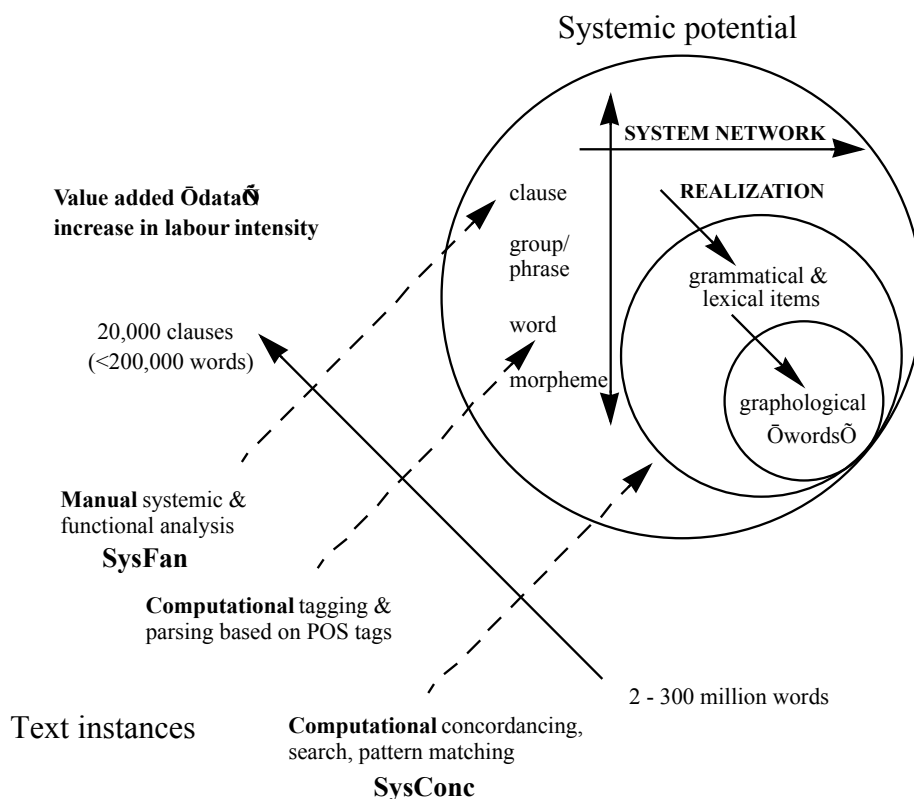 Systemic potential
SYSTEM NETWORK
REALIZATION
Value added ŌdataÕ
increase in labour intensity
clause
group/
phrase
word
morpheme
grammatical &
lexical items
graphological
ŌwordsÕ
20,000 clauses
(<200,000 words)
Manual systemic &
functional analysis
SysFan
Computational tagging &
parsing based on POS tags
2 - 300 million words
Text instances
Computational concordancing,
search, pattern matching
SysConc